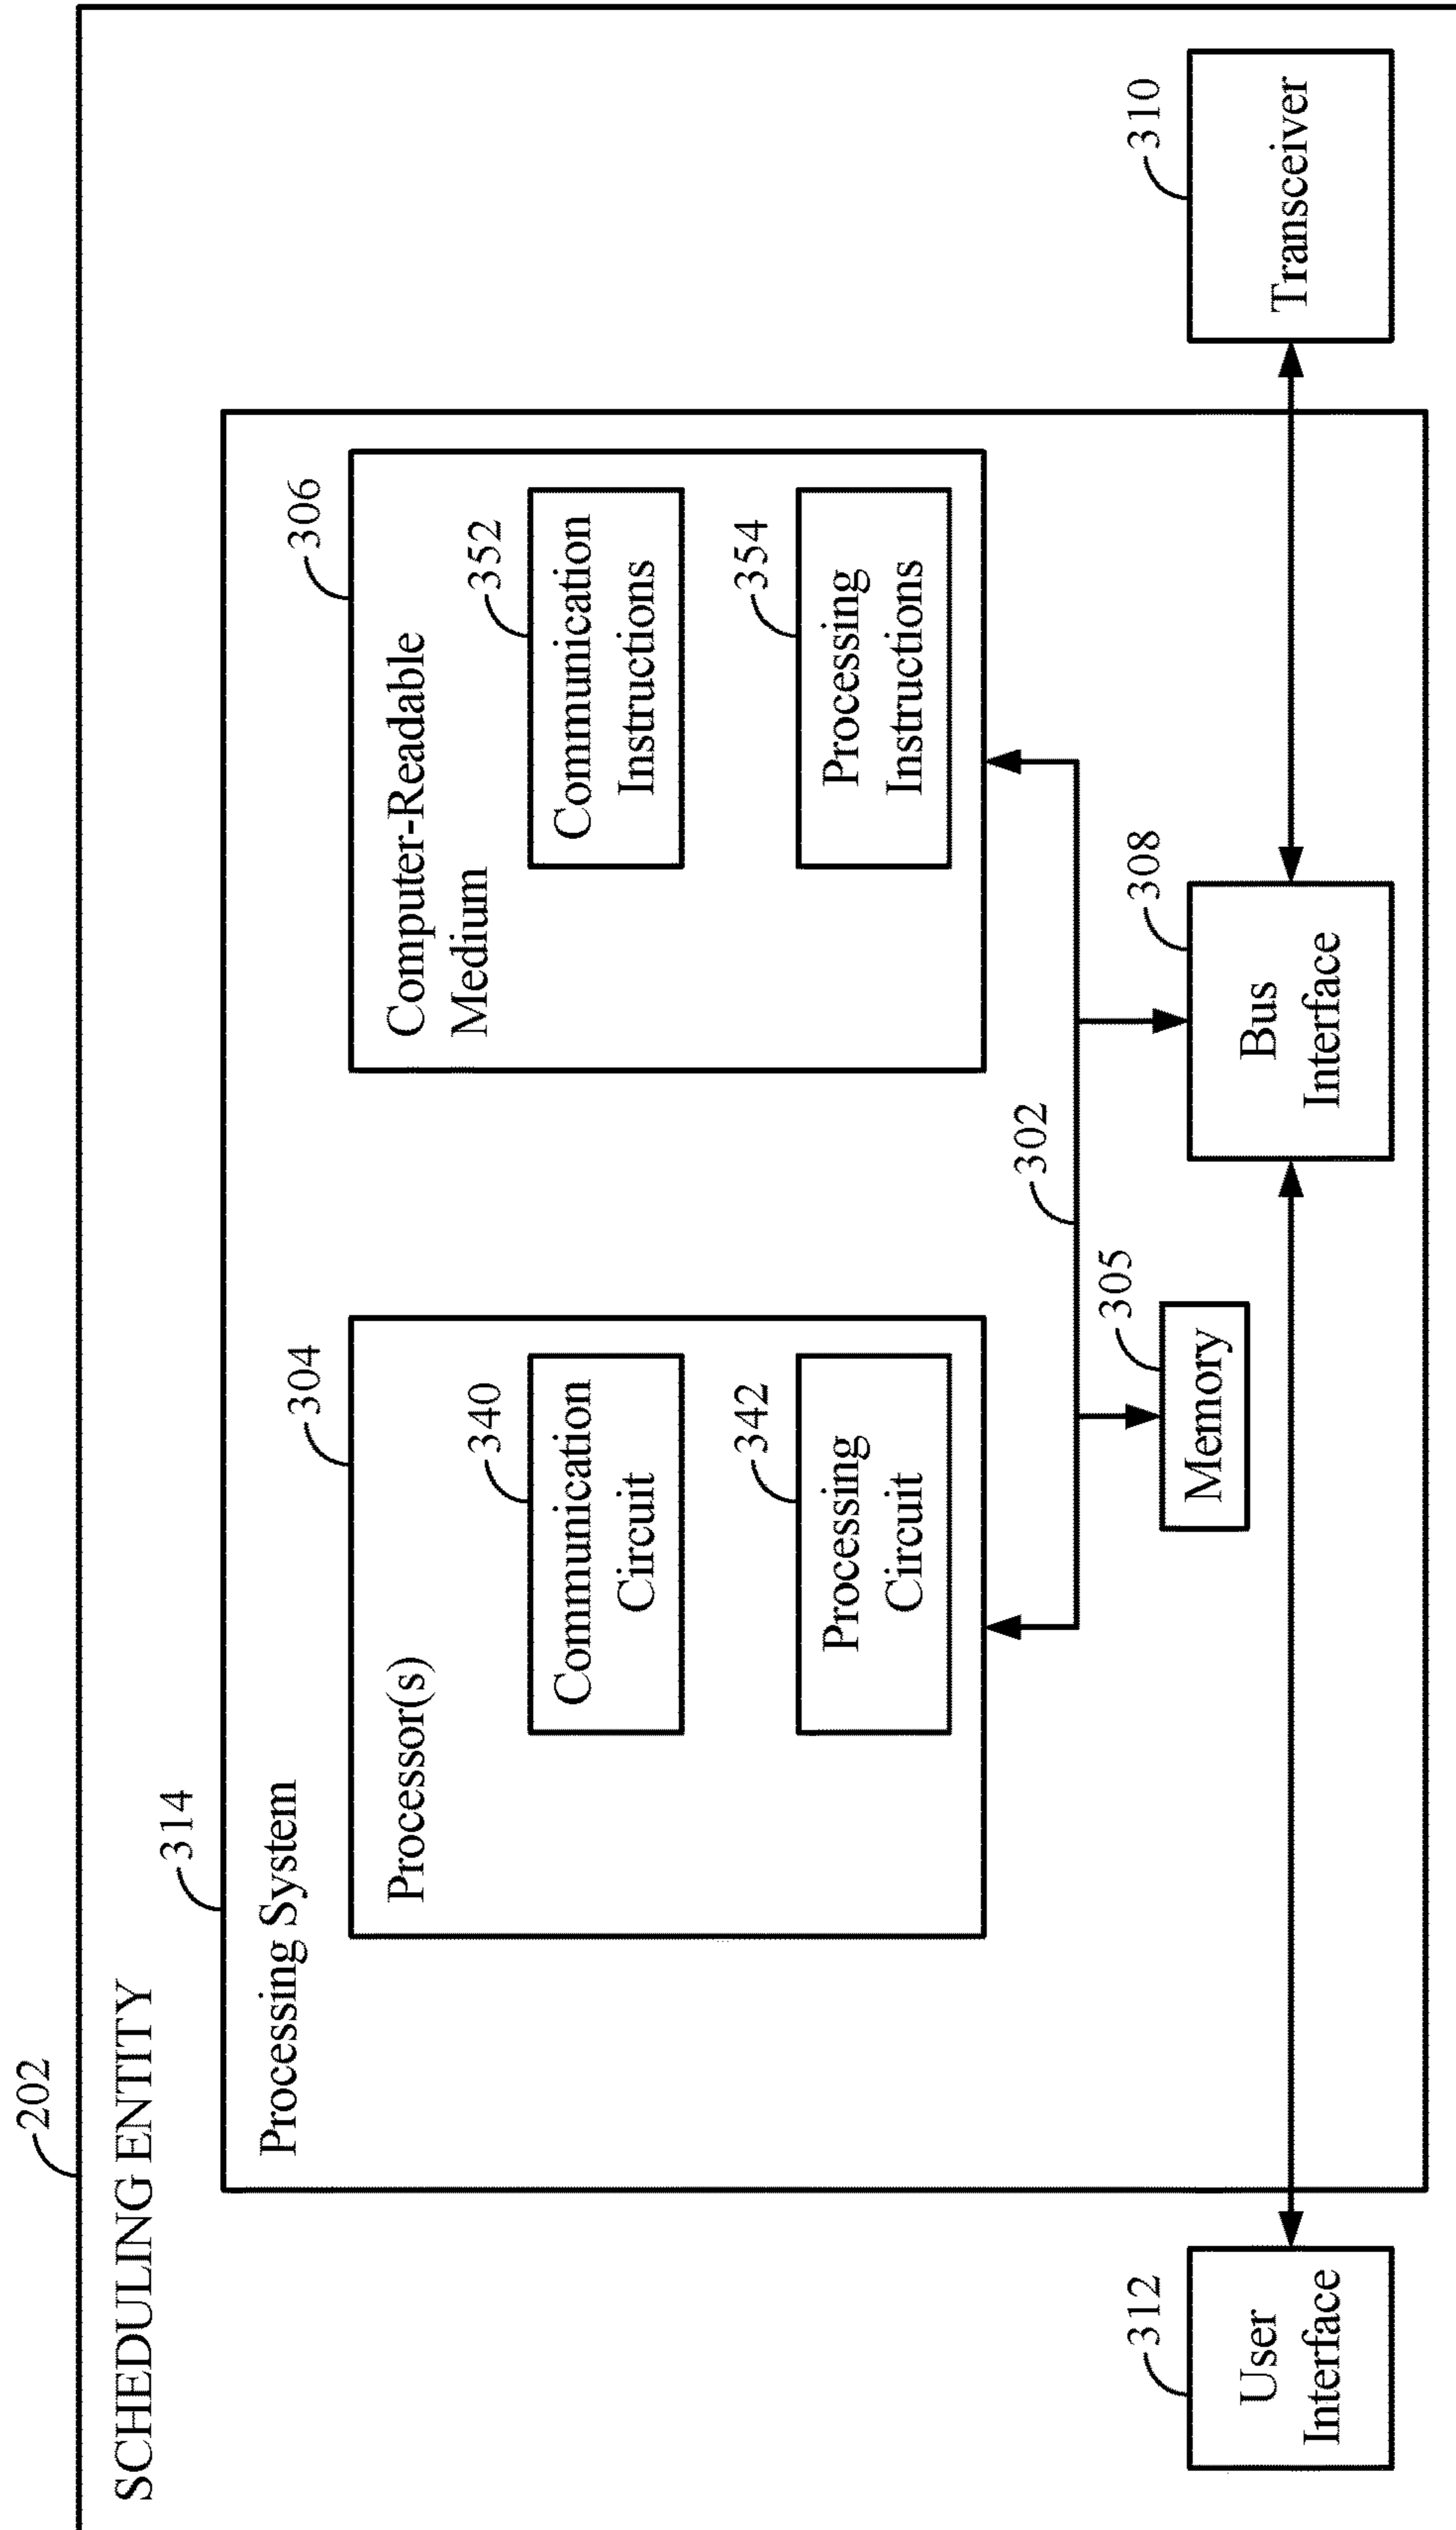 202
SCHEDULING ENTITY
314
Processing System
304
Processor(s)
340
Communication
Circuit
342
Processing
Circuit
306
Computer-Readable
Medium
352
Communication
Instructions
354
Processing
Instructions
302
305
Memory
312
User
Interface
308
Bus
Interface
310
Transceiver